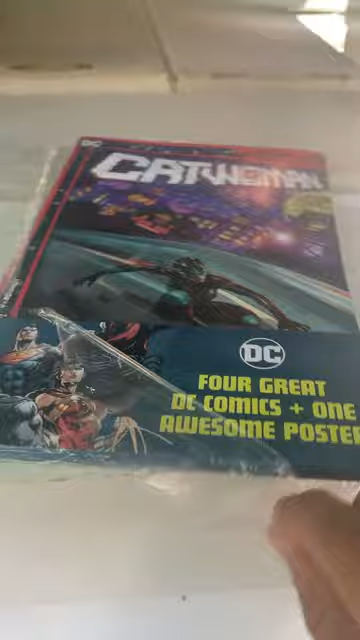 DC
CATWOMAN
DC
FOUR GREAT
DC COMICS + ONE
AWESOME POSTER